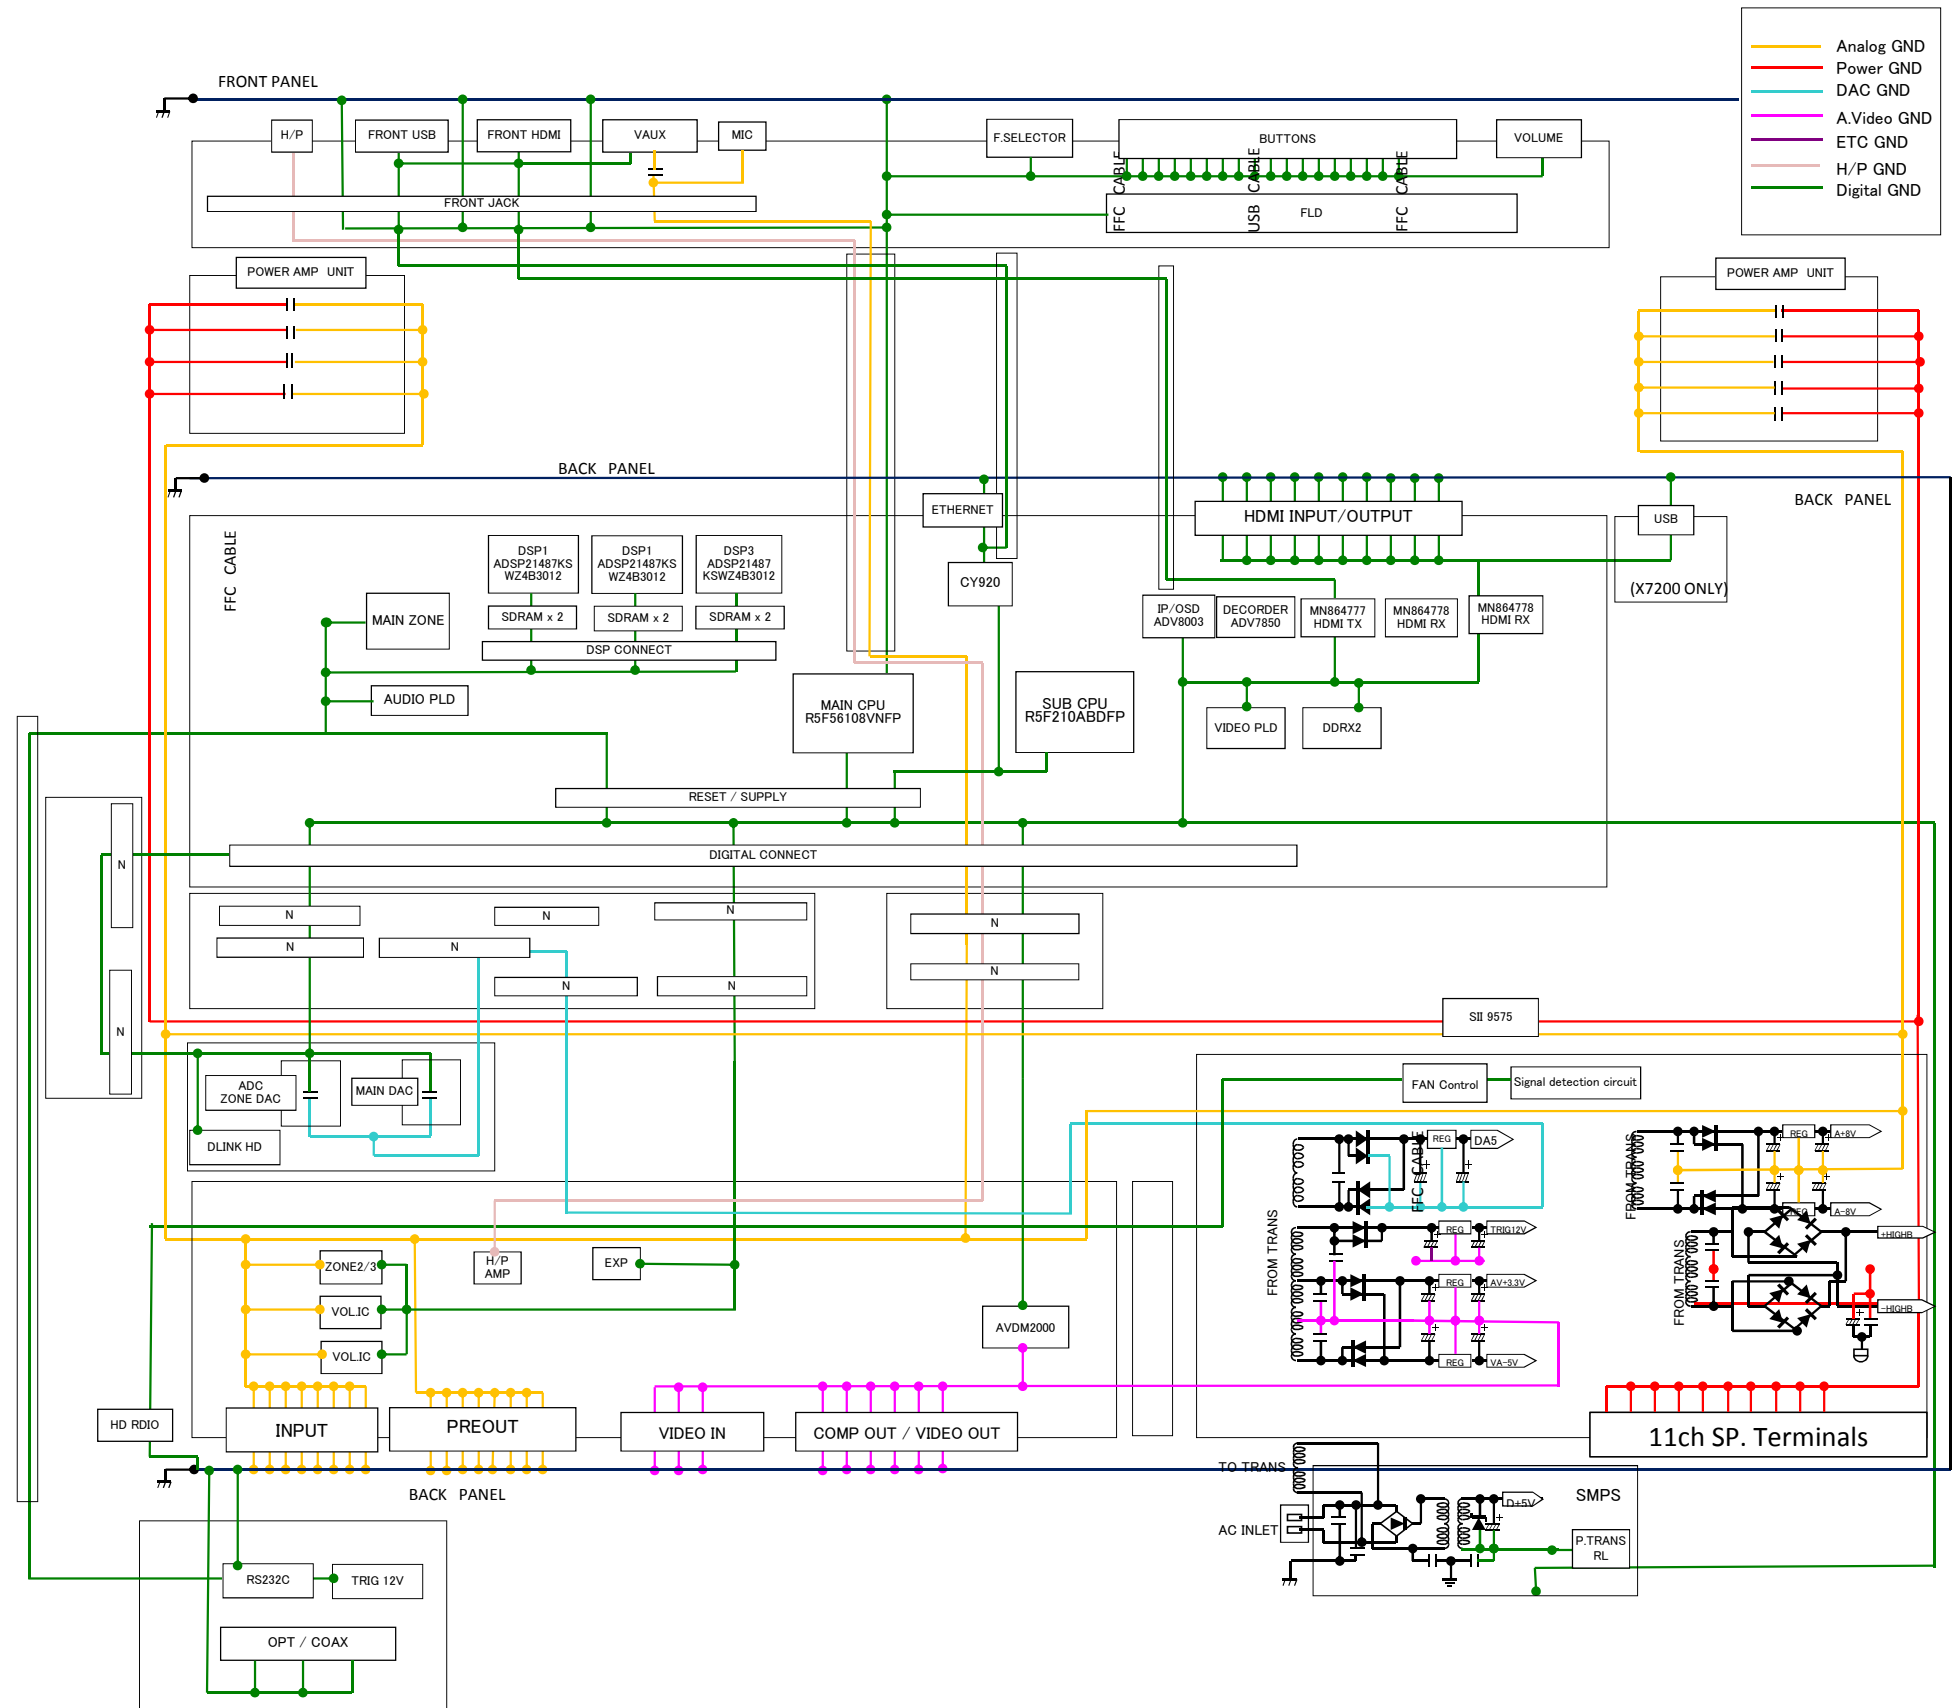 Analog GND
Power GND
DAC GND
A.Video GND
ETC GND
H/P GND
Digital GND
FRONT PANEL
H/P
FRONT USB
FRONT HDMI
VAUX
MIC
F.SELECTOR
BUTTONS
VOLUME
FFC CABLE
USB CABLE
FFC CABLE
FRONT JACK
FLD
POWER AMP UNIT
POWER AMP UNIT
BACK PANEL
BACK PANEL
ETHERNET
HDMI INPUT/OUTPUT
USB
(X7200 ONLY)
FFC CABLE
DSP1
ADSP21487KS
WZ4B3012
DSP1
ADSP21487KS
WZ4B3012
DSP3
ADSP21487
KSWZ4B3012
CY920
MAIN ZONE
SDRAM x 2
SDRAM x 2
SDRAM x 2
IP/OSD
ADV8003
DECORDER
ADV7850
MN864777
HDMI TX
MN864778
HDMI RX
MN864778
HDMI RX
DSP CONNECT
AUDIO PLD
MAIN CPU
R5F56108VNFP
SUB CPU
R5F210ABDFP
VIDEO PLD
DDRX2
RESET / SUPPLY
DIGITAL CONNECT
N
N
N
N
N
N
N
N
N
N
N
N
SII 9575
ADC
ZONE DAC
MAIN DAC
DLINK HD
FAN Control
Signal detection circuit
FFC CABLE
REG
DA5
FROM TRANS
REG
A+8V
REG
A-8V
FROM TRANS
REG
TRIG12V
REG
AV+3.3V
REG
VA-5V
FROM TRANS
+HIGHB
-HIGHB
ZONE2/3
VOL.IC
VOL.IC
H/P
AMP
EXP
AVDM2000
HD RDIO
INPUT
PREOUT
VIDEO IN
COMP OUT / VIDEO OUT
11ch SP. Terminals
BACK PANEL
TO TRANS
AC INLET
D+5V
SMPS
P.TRANS
RL
RS232C
TRIG 12V
OPT / COAX